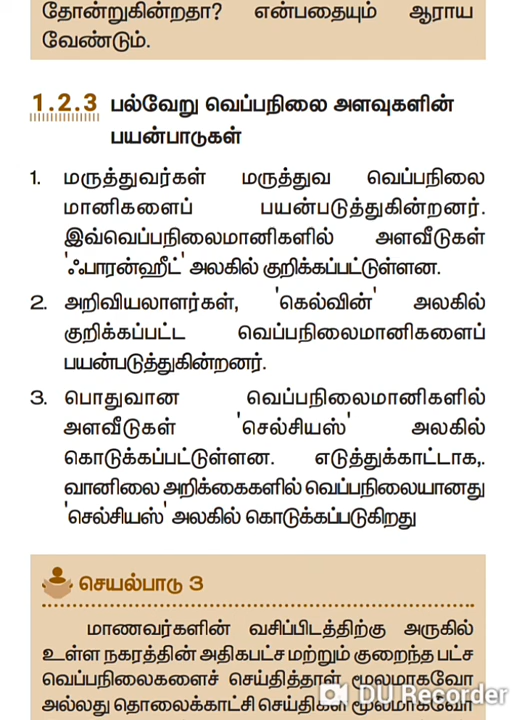 தோன்றுகின்றதா? என்பதையும் ஆராய
வேண்டும்.
1.2.3 பல்வேறு வெப்பநிலை அளவுகளின்
பயன்பாடுகள்
1. மருத்துவர்கள் மருத்துவ வெப்பநிலை
மானிகளைப் பயன்படுத்துகின்றனர்.
இவ்வெப்பநிலைமானிகளில் அளவீடுகள்
'ஃபாரன்ஹீட்' அலகில் குறிக்கப்பட்டுள்ளன.
2. அறிவியலாளர்கள், 'கெல்வின்' அலகில்
குறிக்கப்பட்ட வெப்பநிலைமானிகளைப்
பயன்படுத்துகின்றனர்.
3. பொதுவான வெப்பநிலைமானிகளில்
அளவீடுகள் 'செல்சியஸ்' அலகில்
கொடுக்கப்பட்டுள்ளன. எடுத்துக்காட்டாக,.
வானிலை அறிக்கைகளில் வெப்பநிலையானது
'செல்சியஸ்' அலகில் கொடுக்கப்படுகிறது
செயல்பாடு 3
மாணவர்களின் வசிப்பிடத்திற்கு அருகில்
உள்ள நகரத்தின் அதிகபட்ச மற்றும் குறைந்த பட்ச
வெப்பநிலைகளைச் செய்தித்தாள் மூலமாகவோ
அல்லது தொலைக்காட்சி செய்திகள் மூலமாகவோ
DU Recorder